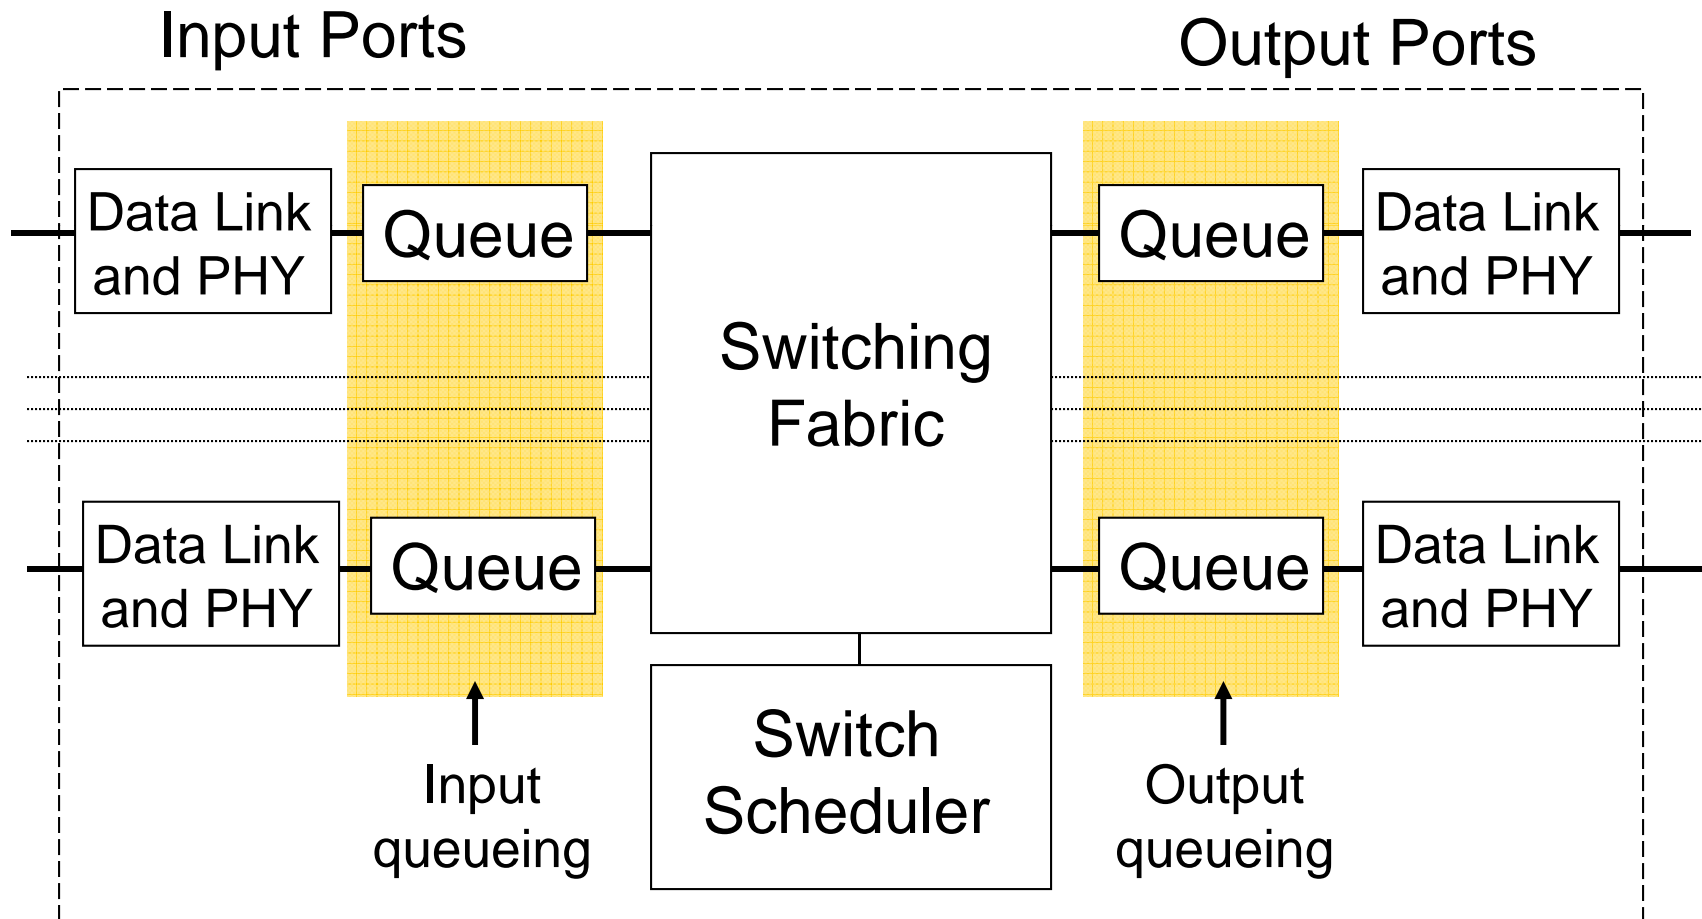 Input Ports
Output Ports
Data Link
and PHY
Queue
Switching
Fabric
Queue
Data Link
and PHY
Data Link
and PHY
Queue
Queue
Data Link
and PHY
Switch
Scheduler
Input
queueing
Output
queueing